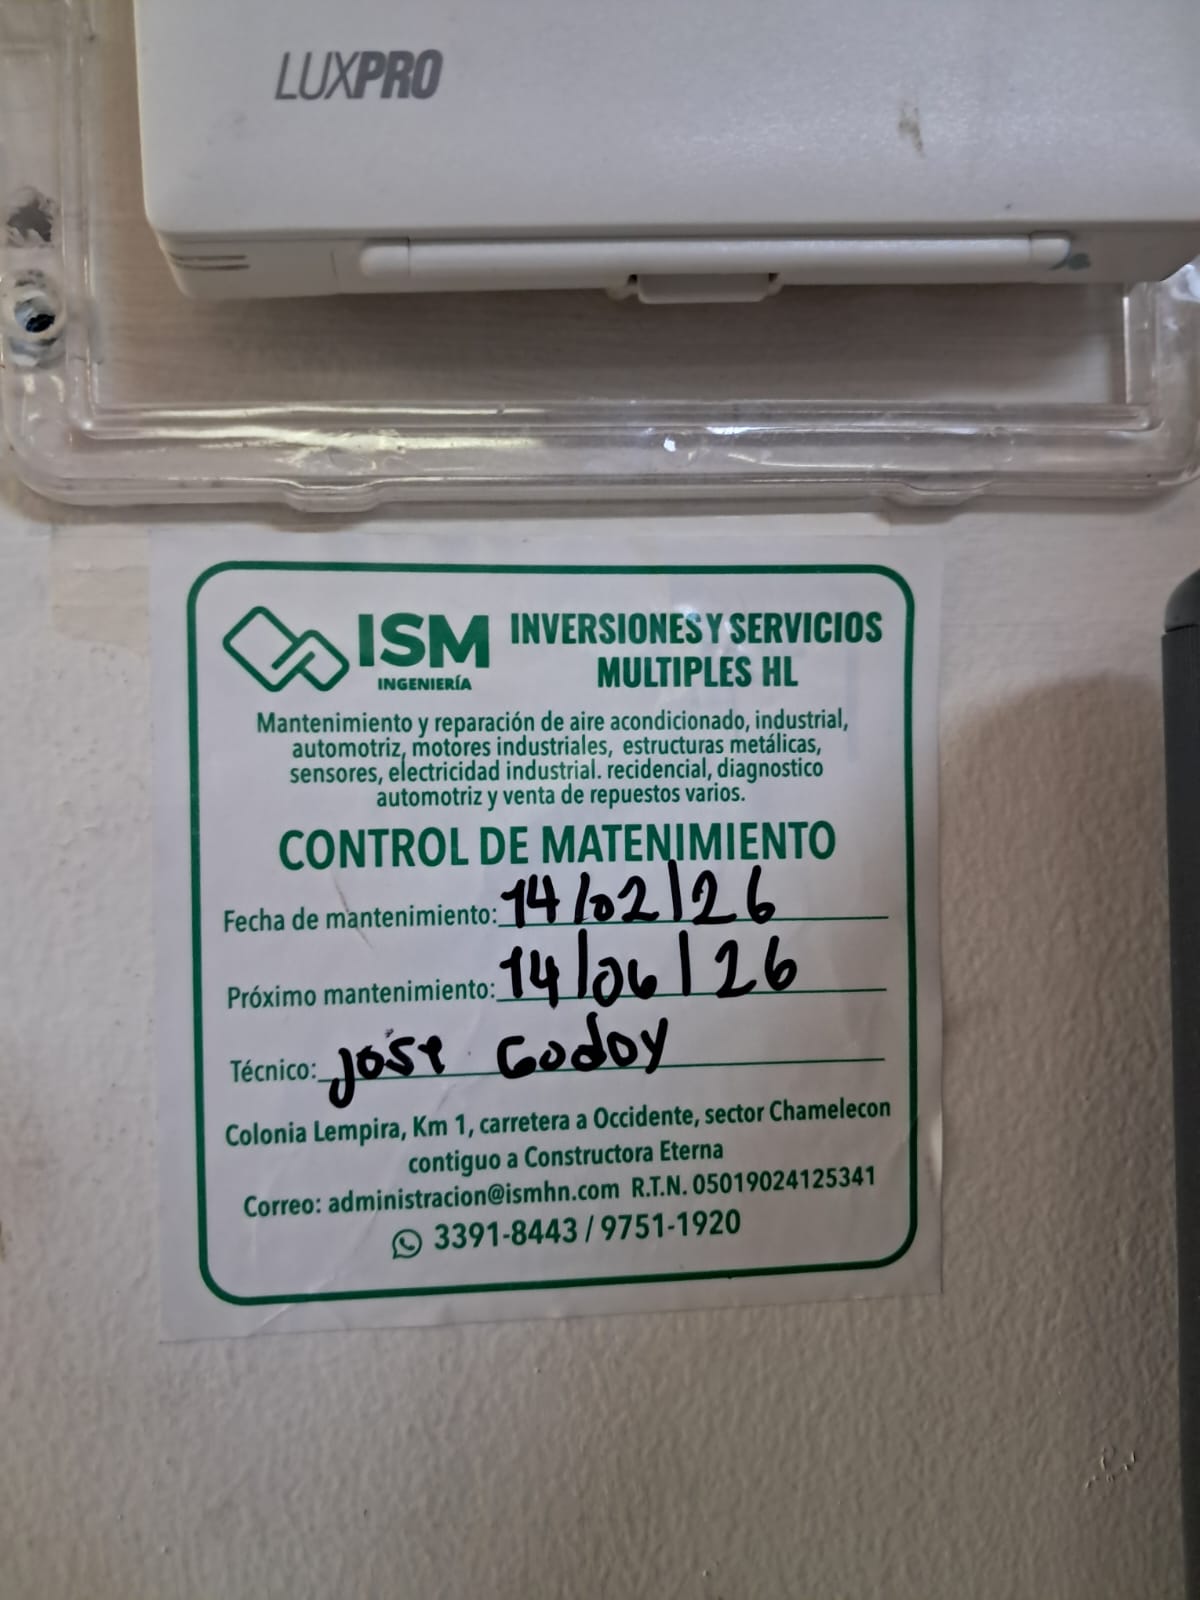 LUXPRO
ISM
INGENIERÍA
INVERSIONES Y SERVICIOS
MULTIPLES HL
Mantenimiento y reparación de aire acondicionado, industrial,
automotriz, motores industriales, estructuras metálicas,
sensores, electricidad industrial. recidencial, diagnostico
automotriz y venta de repuestos varios.
CONTROL DE MATENIMIENTO
Fecha de mantenimiento: 14/02/26
Próximo mantenimiento: 14/06/26
Técnico: Jose Godoy
Colonia Lempira, Km 1, carretera a Occidente, sector Chamelecon
contiguo a Constructora Eterna
Correo: administracion@ismhn.com R.T.N. 05019024125341
3391-8443 / 9751-1920